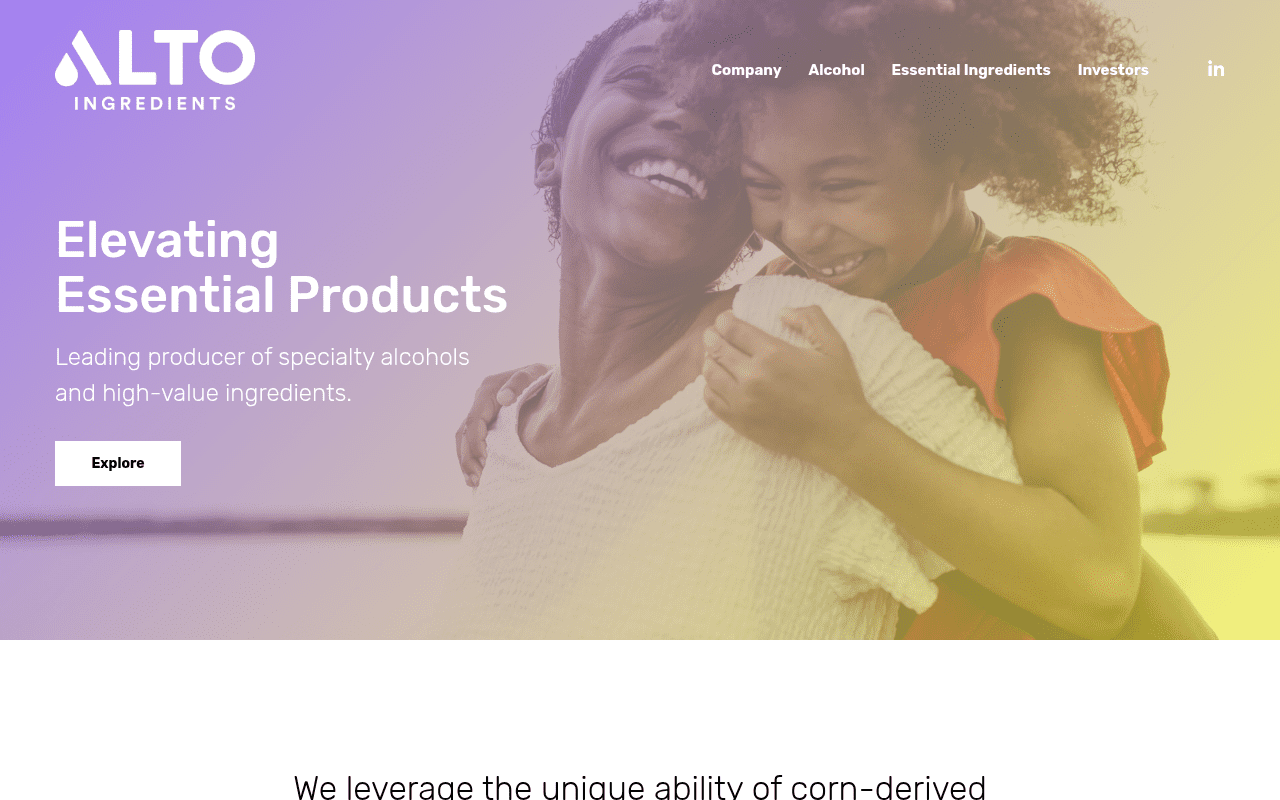 ALTO
INGREDIENTS
Company
Alcohol
Essential Ingredients
Investors
in
Elevating
Essential Products
Leading producer of specialty alcohols
and high-value ingredients.
Explore
We leverage the unique ability of corn-derived